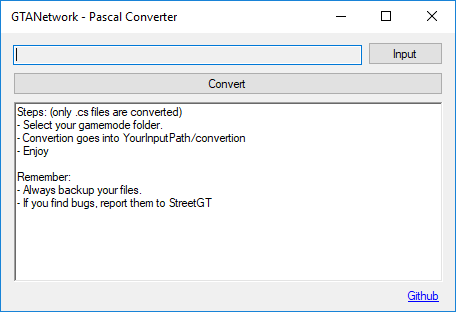 GTANetwork - Pascal Converter
Input
Convert
Steps: (only .cs files are converted)
- Select your gamemode folder.
- Convertion goes into YourInputPath/convertion
- Enjoy
Remember:
- Always backup your files.
- If you find bugs, report them to StreetGT
Github